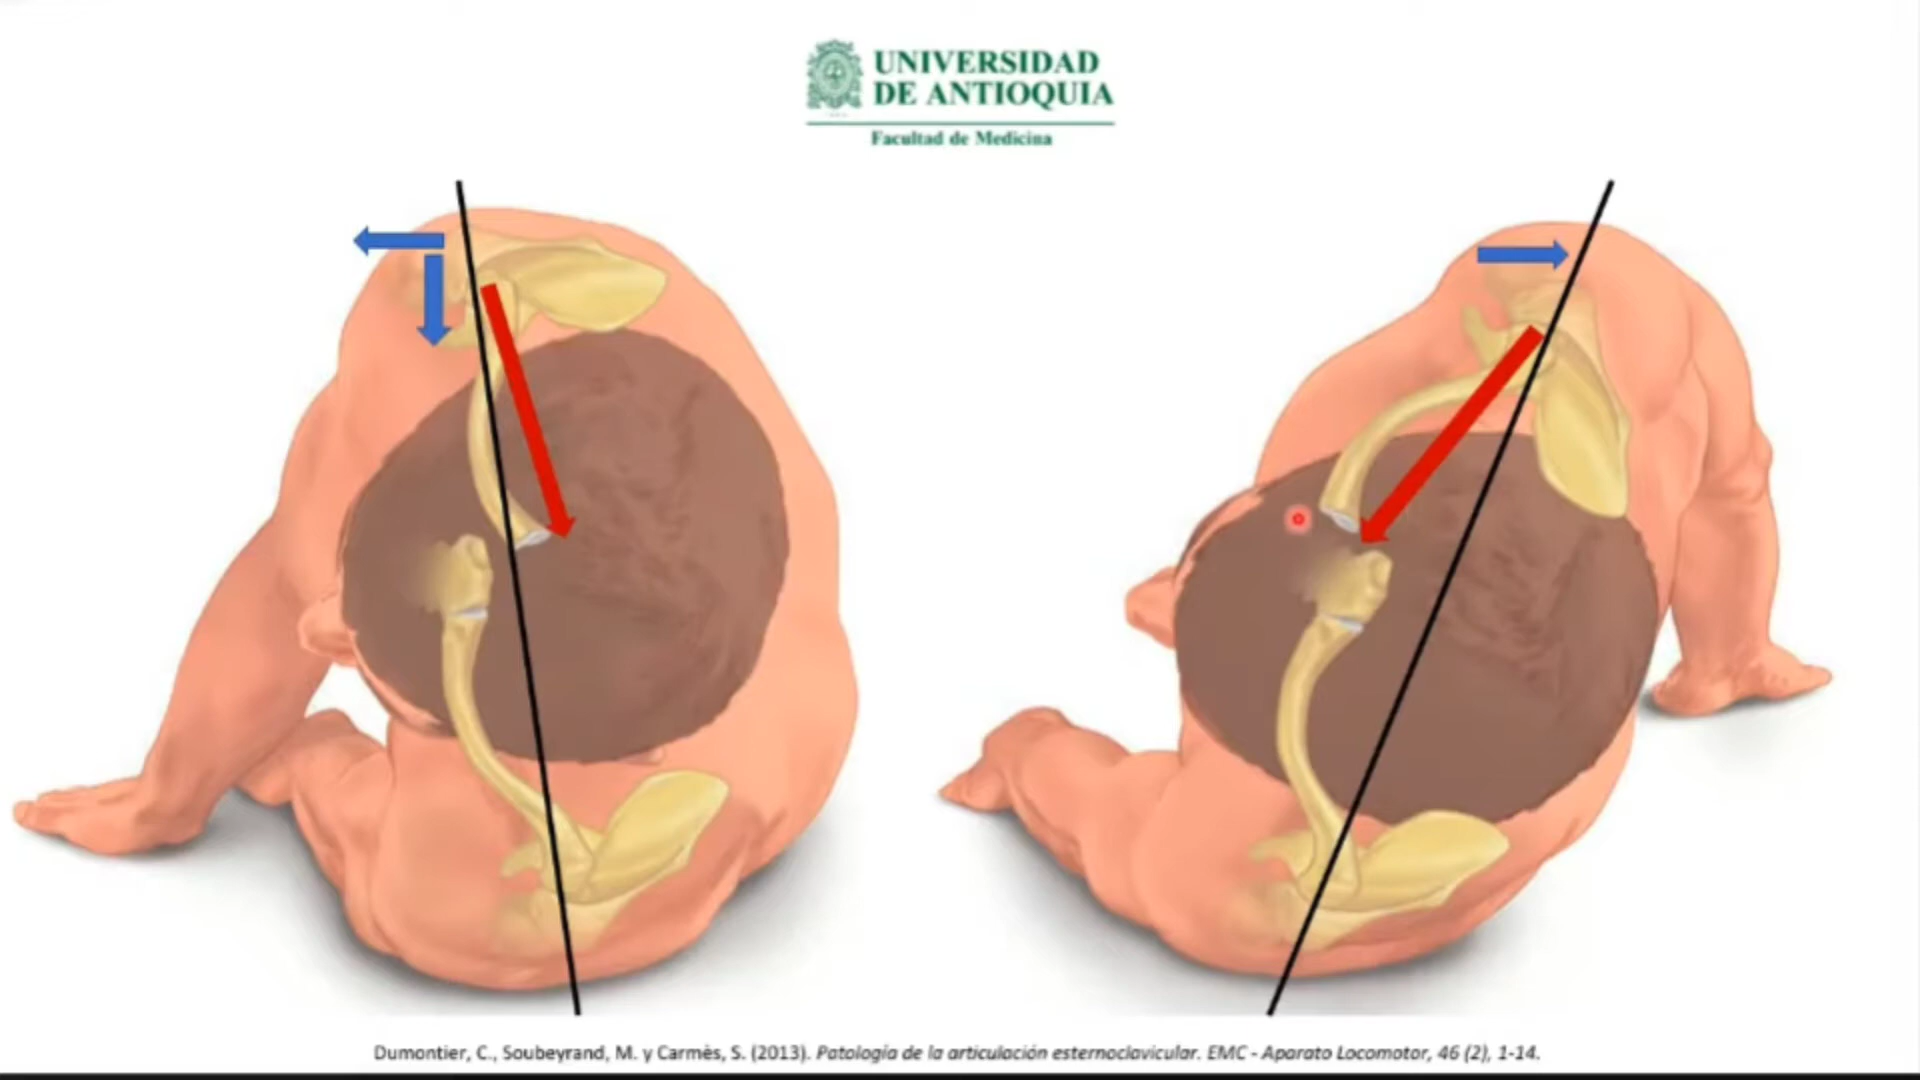 UNIVERSIDAD
DE ANTIOQUIA
Facultad de Medicina
Dumontier, C., Soubeyrand, M. y Carmès, S. (2013). Patología de la articulación esternoclavicular. EMC - Aparato Locomotor, 46 (2), 1-14.